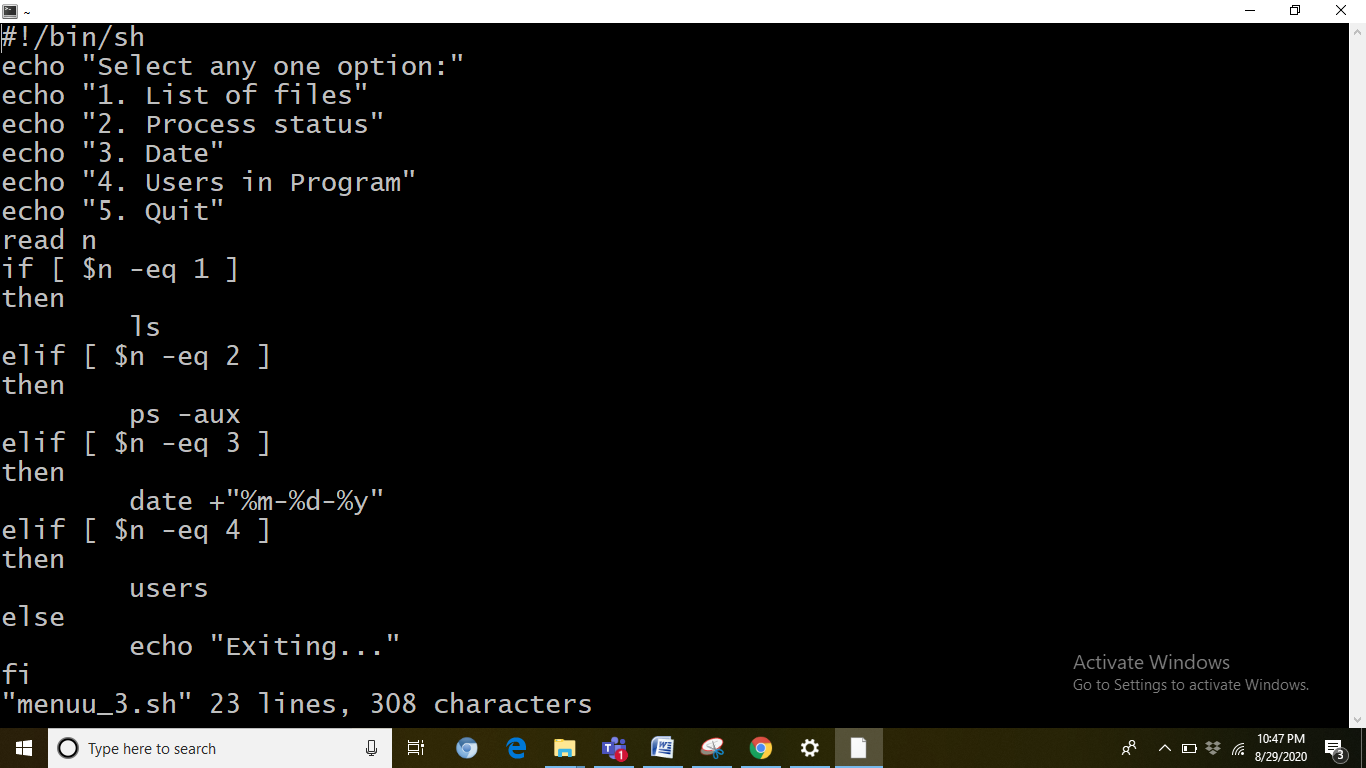 ~
#!/bin/sh
echo "Select any one option:"
echo "1. List of files"
echo "2. Process status"
echo "3. Date"
echo "4. Users in Program"
echo "5. Quit"
read n
if [ $n -eq 1 ]
then
        ls
elif [ $n -eq 2 ]
then
        ps -aux
elif [ $n -eq 3 ]
then
        date +"%m-%d-%y"
elif [ $n -eq 4 ]
then
        users
else
        echo "Exiting..."
fi
"menuu_3.sh" 23 lines, 308 characters
Activate Windows
Go to Settings to activate Windows.
Type here to search
1
10:47 PM
8/29/2020
3